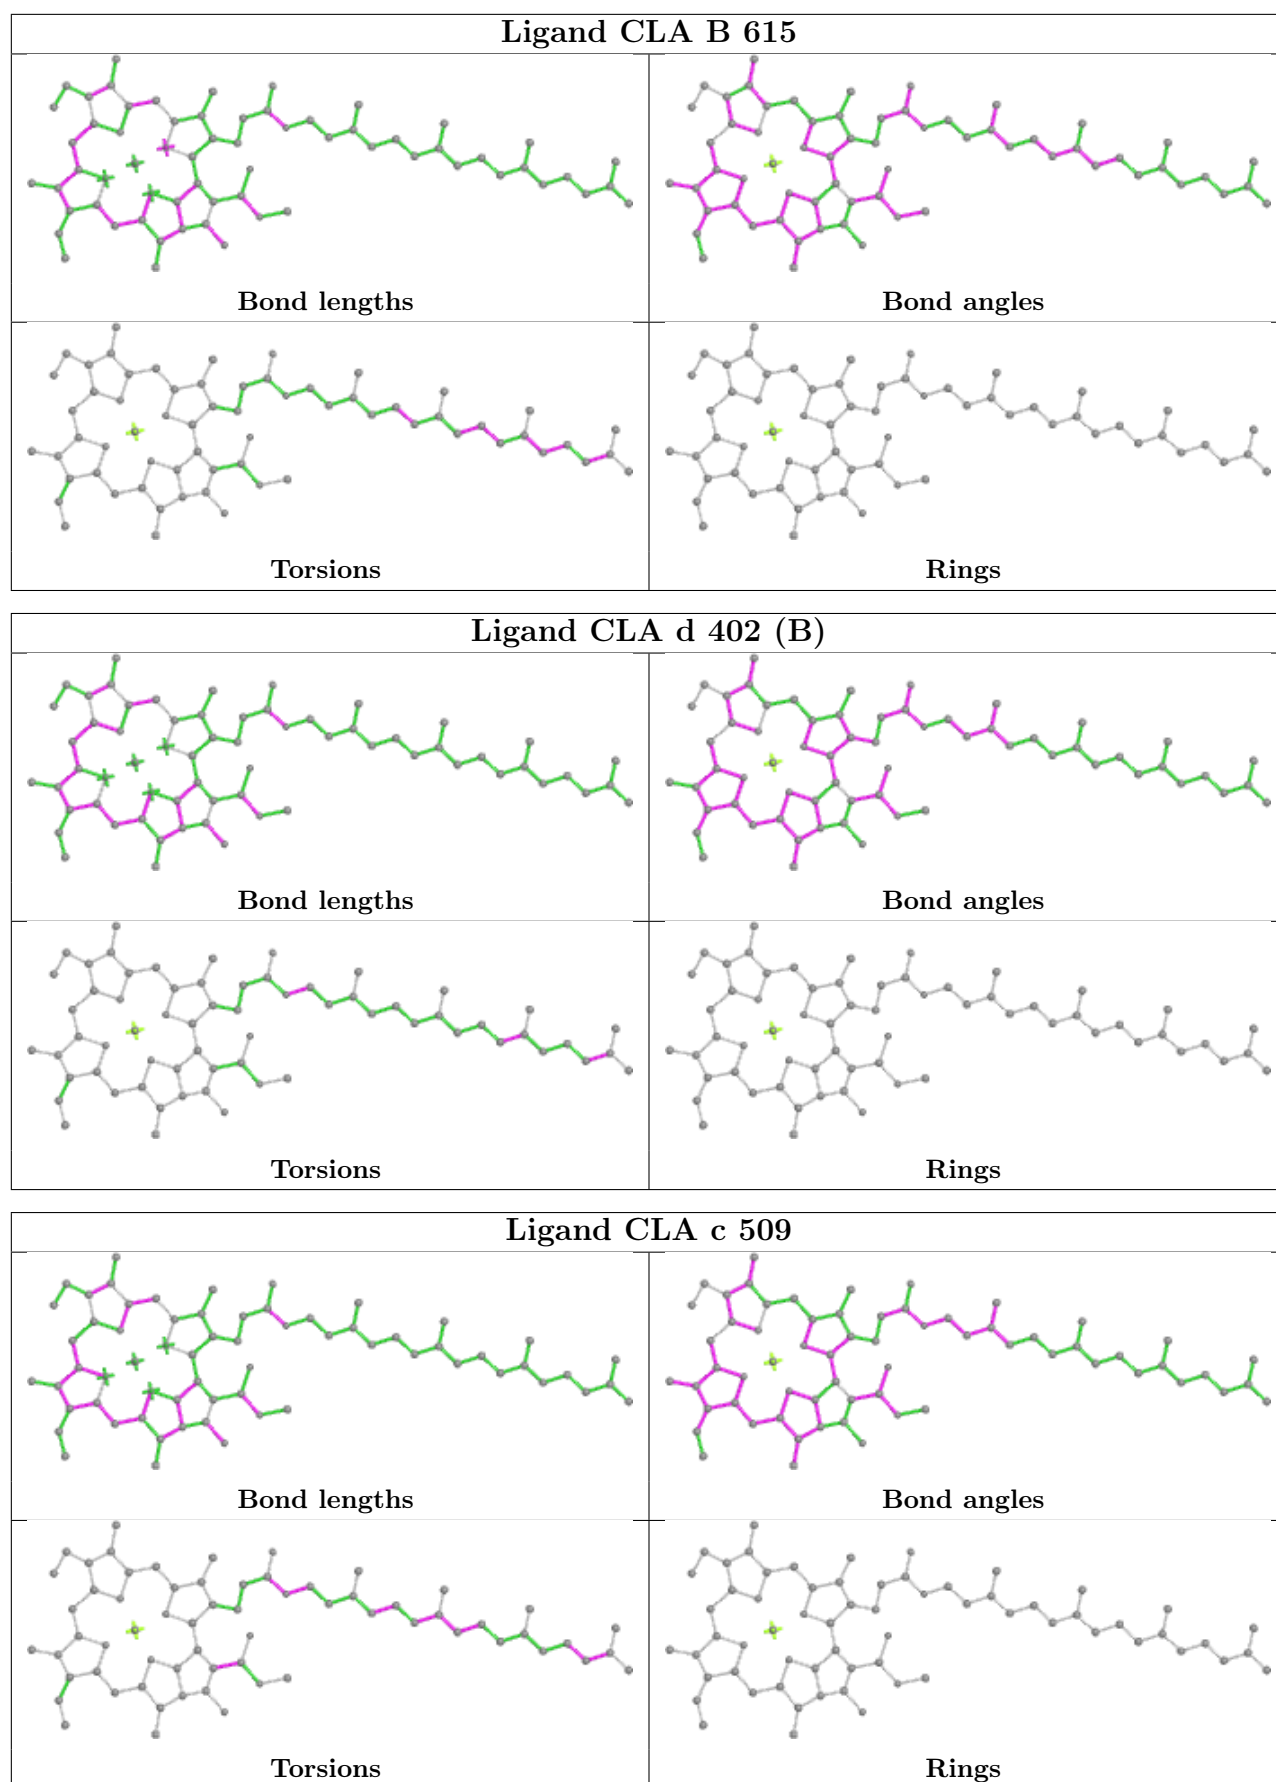 Ligand CLA B 615
Bond lengths
Bond angles
Torsions
Rings
Ligand CLA d 402 (B)
Bond lengths
Bond angles
Torsions
Rings
Ligand CLA c 509
Bond lengths
Bond angles
Torsions
Rings